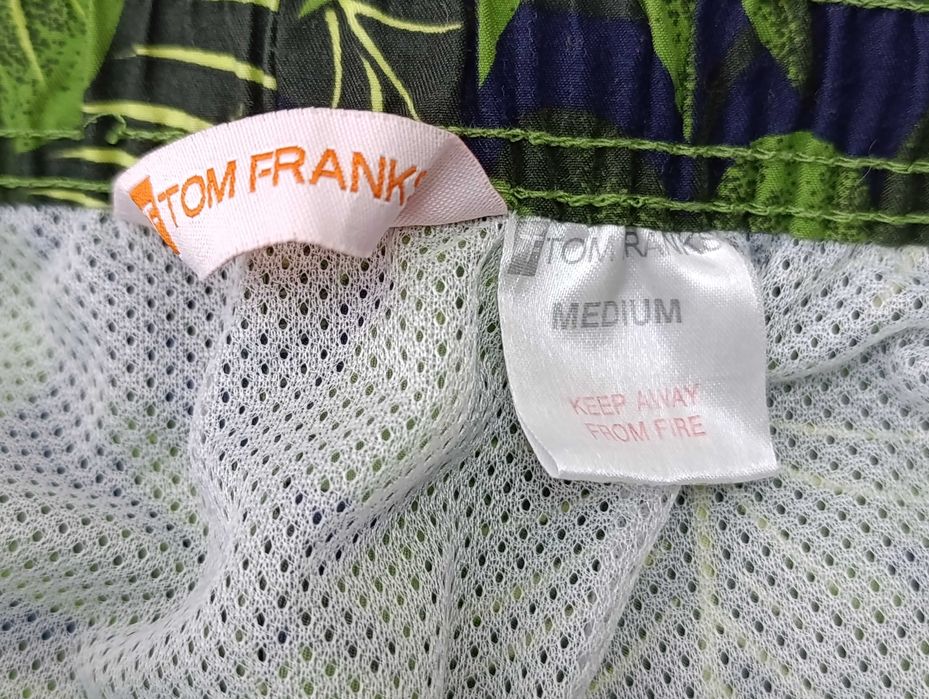 TOM FRANKS
TOM FRANKS
MEDIUM
KEEP AWAY
FROM FIRE